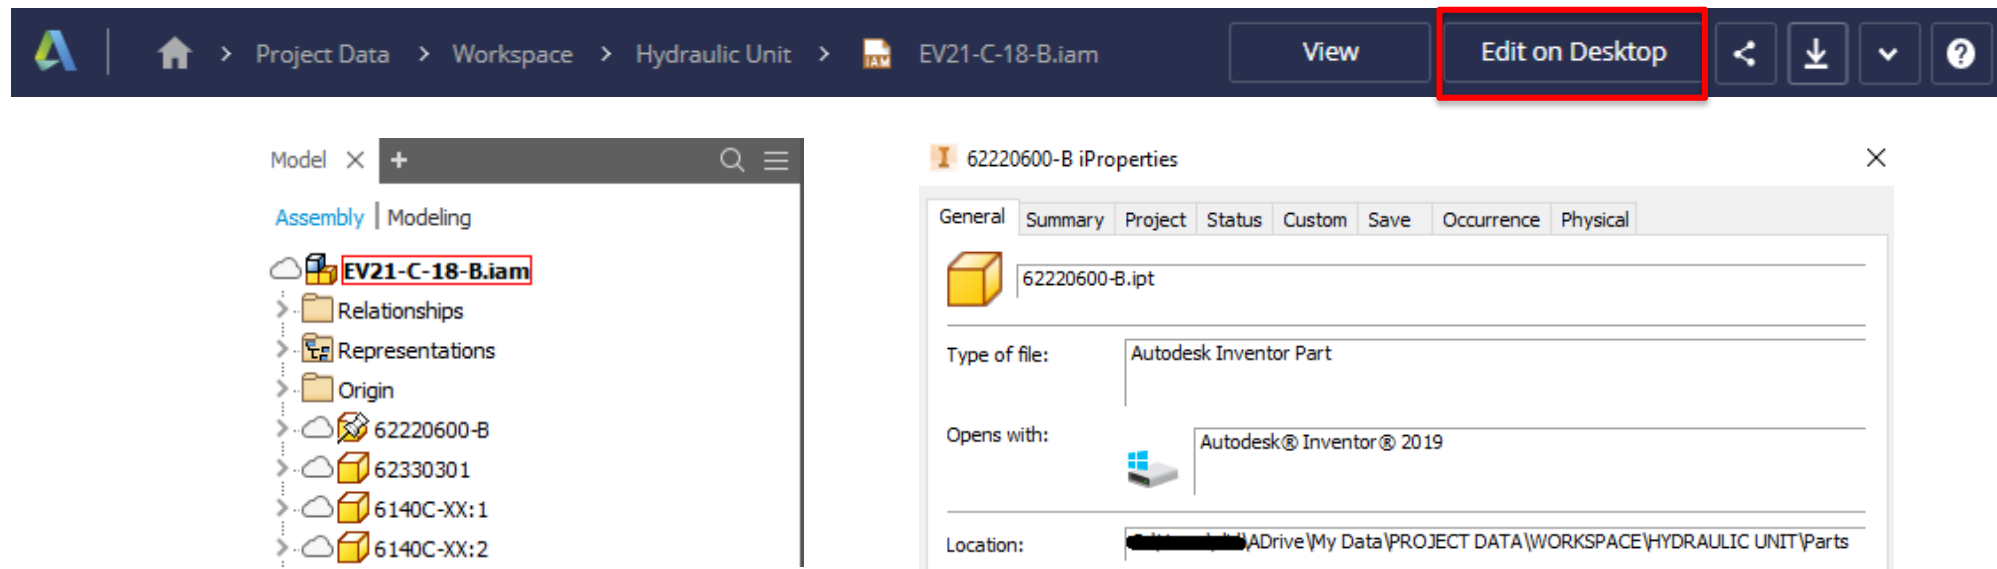 > Project Data > Workspace > Hydraulic Unit > IAM EV21-C-18-B.iam View Edit on Desktop ?
Model × +
Assembly | Modeling
EV21-C-18-B.iam
Relationships
Representations
Origin
62220600-B
62330301
6140C-XX:1
6140C-XX:2
I 62220600-B iProperties ×
General Summary Project Status Custom Save Occurrence Physical
62220600-B.ipt
Type of file: Autodesk Inventor Part
Opens with: Autodesk® Inventor® 2019
Location: \ADrive\My Data\PROJECT DATA\WORKSPACE\HYDRAULIC UNIT\Parts